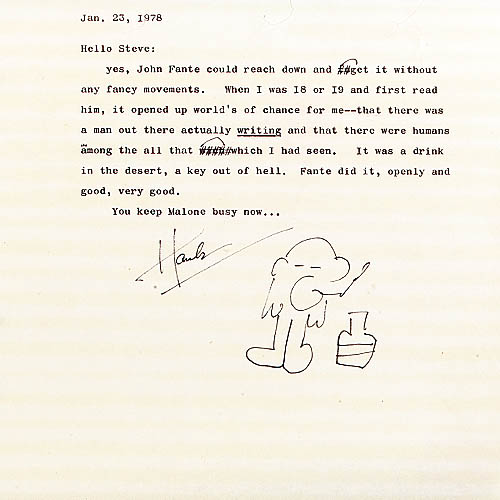 Jan. 23, 1978
Hello Steve:
yes, John Fante could reach down and ##get it without
any fancy movements. When I was I8 or I9 and first read
him, it opened up world's of chance for me--that there was
a man out there actually writing and that there were humans
among the all that #####which I had seen. It was a drink
in the desert, a key out of hell. Fante did it, openly and
good, very good.
You keep Malone busy now...
Hank